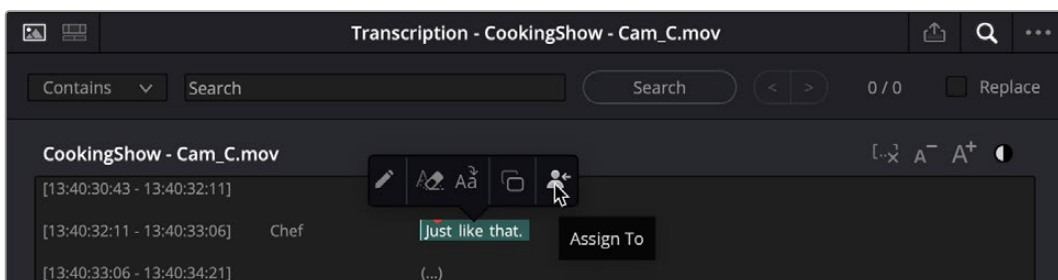 Transcription - CookingShow - Cam_C.mov
Contains Search Search < > 0 / 0 Replace
CookingShow - Cam_C.mov A- A+
Aa
[13:40:30:43 - 13:40:32:11]
[13:40:32:11 - 13:40:33:06] Chef Just like that.
Assign To
[13:40:33:06 - 13:40:34:21] (...)